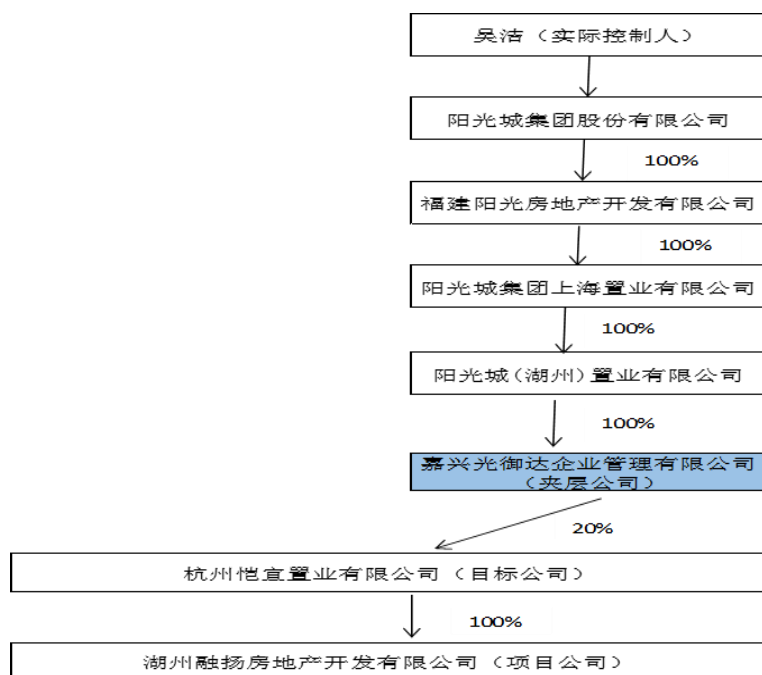 吴洁（实际控制人）
阳光城集团股份有限公司
100%
福建阳光房地产开发有限公司
100%
阳光城集团上海置业有限公司
100%
阳光城(湖州)置业有限公司
100%
嘉兴光御达企业管理有限公司
（夹层公司）
20%
杭州恺宜置业有限公司（目标公司）
100%
湖州融扬房地产开发有限公司（项目公司）